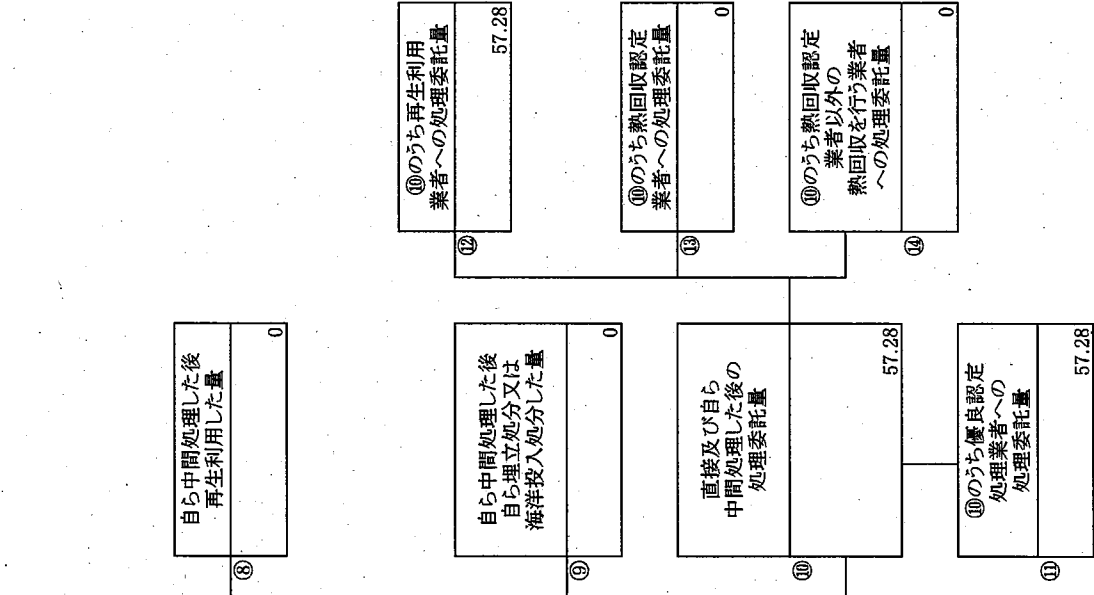 ⑧
自ら中間処理した後
再生利用した量
0
⑨
自ら中間処理した後
自ら埋立処分又は
海洋投入処分した量
0
⑩
直接及び自ら
中間処理した後の
処理委託量
57.28
⑪
⑩のうち優良認定
処理業者への
処理委託量
57.28
⑫
⑩のうち再生利用
業者への処理委託量
57.28
⑬
⑩のうち熱回収認定
業者への処理委託量
0
⑭
⑩のうち熱回収認定
業者以外の
熱回収を行う業者
への処理委託量
0